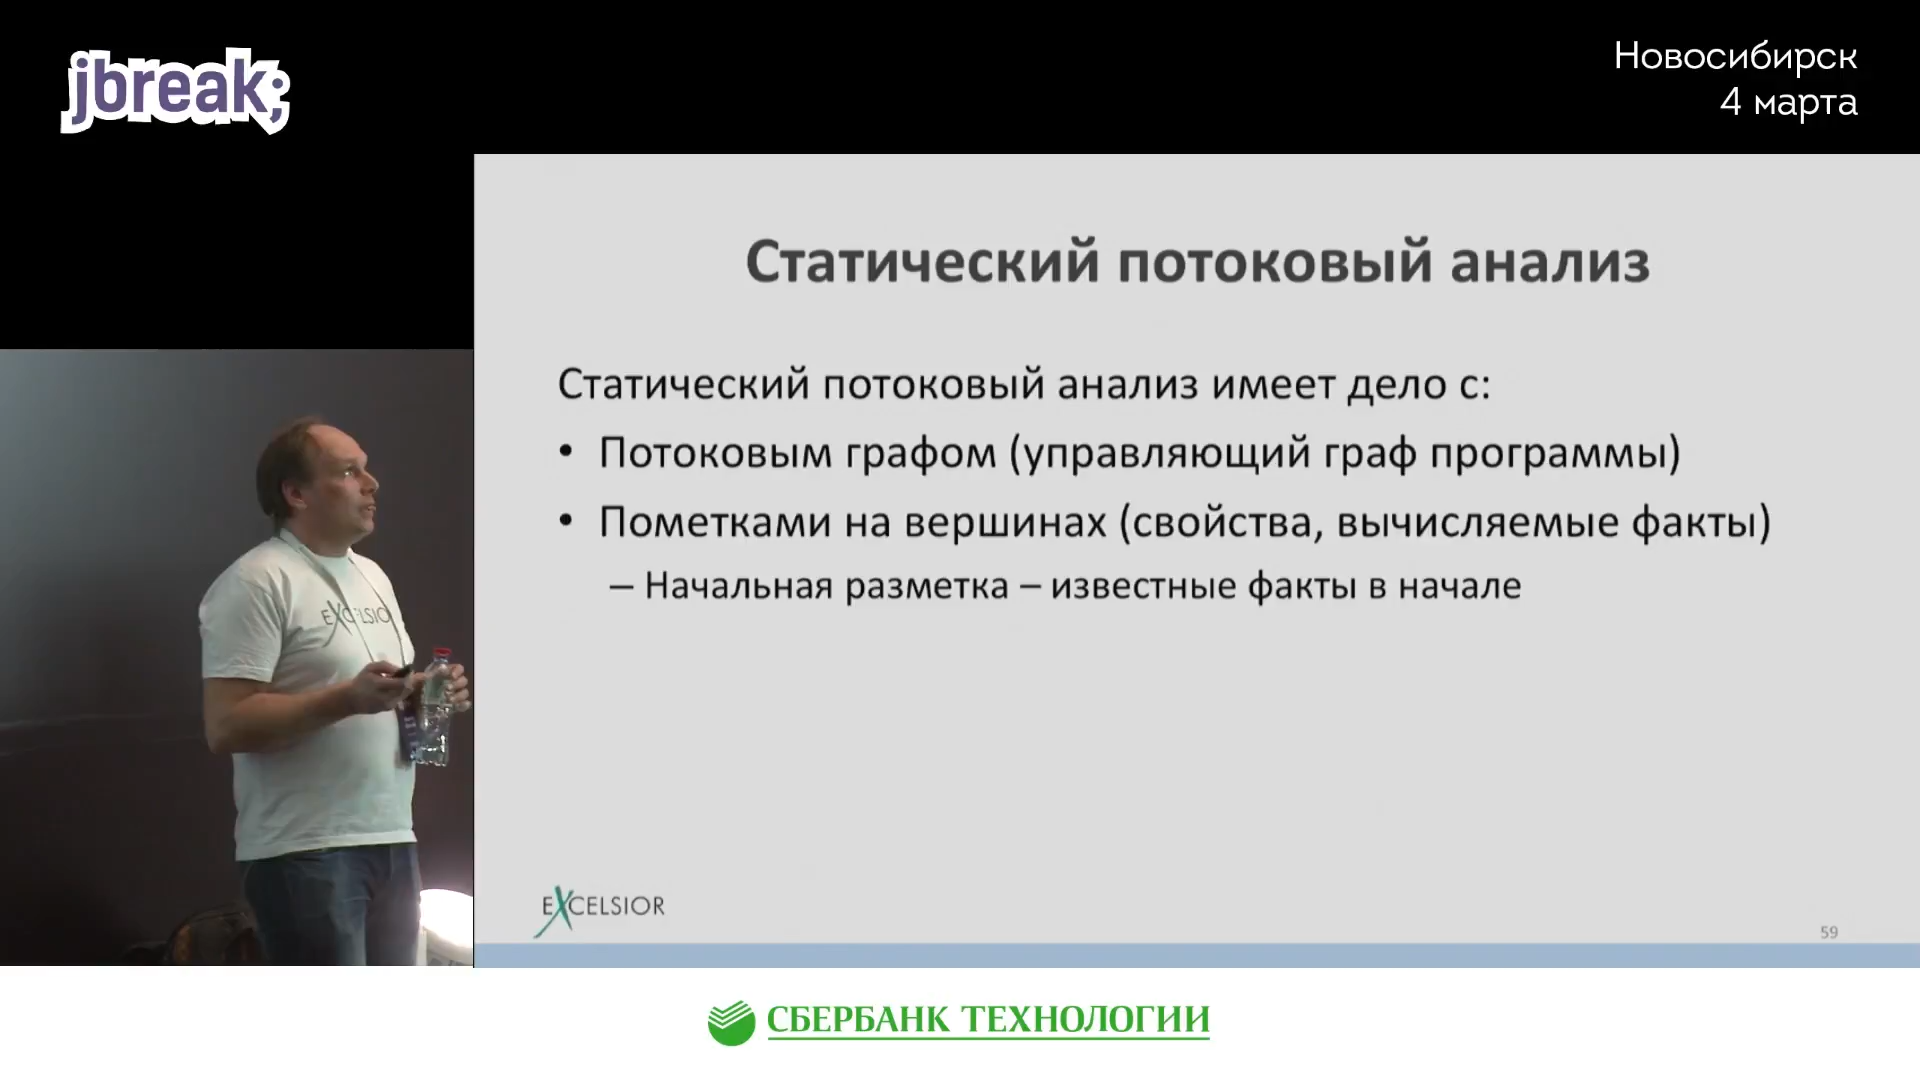 jbreak;
Новосибирск
4 марта
Статический потоковый анализ
Статический потоковый анализ имеет дело с:
• Потоковым графом (управляющий граф программы)
• Пометками на вершинах (свойства, вычисляемые факты)
– Начальная разметка – известные факты в начале
EXCELSIOR
EXCELSIOR
59
СБЕРБАНК ТЕХНОЛОГИИ